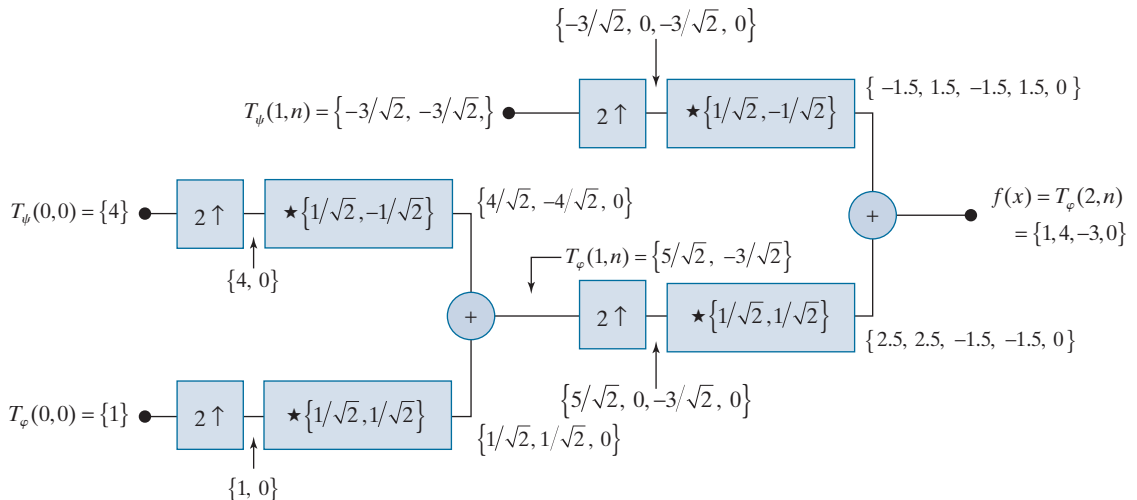 {−3/√2, 0, −3/√2, 0}
T_ψ(1,n) = {−3/√2, −3/√2,}
2↑
★{1/√2, −1/√2}
{ −1.5, 1.5, −1.5, 1.5, 0 }
T_ψ(0,0) = {4}
2↑
★{1/√2, −1/√2}
{4/√2, −4/√2, 0}
{4, 0}
+
f(x) = T_φ(2,n)
= {1, 4, −3, 0}
T_φ(1,n) = {5/√2, −3/√2}
+
2↑
★{1/√2, 1/√2}
{2.5, 2.5, −1.5, −1.5, 0}
{5/√2, 0, −3/√2, 0}
T_φ(0,0) = {1}
2↑
★{1/√2, 1/√2}
{1/√2, 1/√2, 0}
{1, 0}